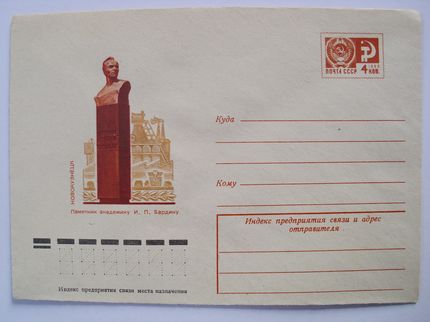 ПОЧТА СССР
4 коп.
Куда
Кому
НОВОКУЗНЕЦК
Памятник академику И. П. Бардину
Индекс предприятия связи и адрес
отправителя
Индекс предприятия связи места назначения